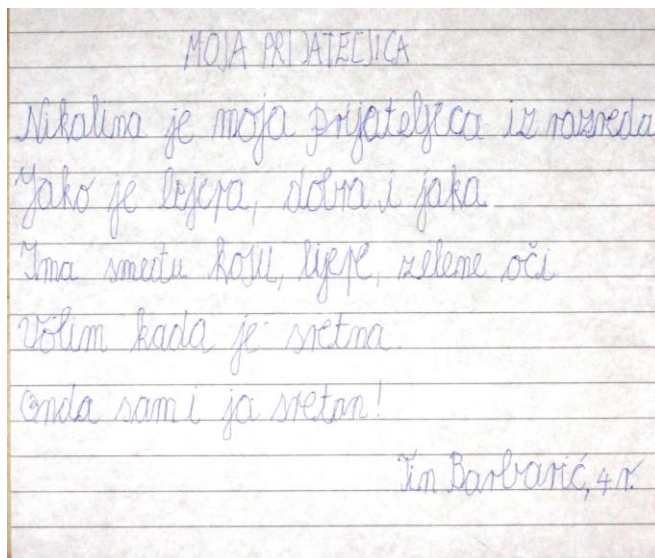 MOJA PRIJATELJICA
Nikolina je moja prijateljica iz razreda
Jako je lijepa, dobra i jaka.
Ima smeđu kosu, lijepe, zelene oči.
Volim kada je sretna.
Onda sam i ja sretan!
Tin Barbarić, 4.r.